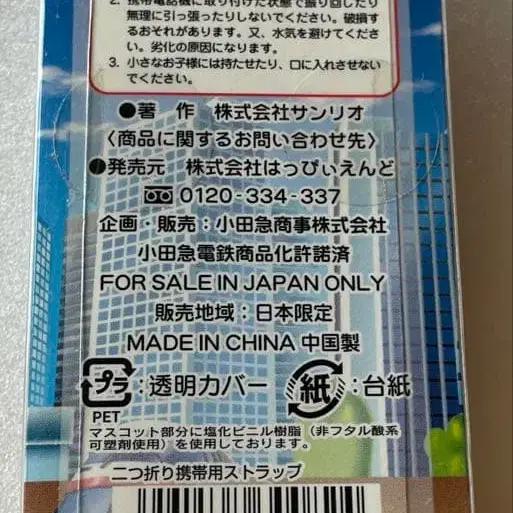 2. 携帯電話機に取り付けた状態で振り回したり
無理に引っ張ったりしないでください。破損す
るおそれがあります。又、水気を避けてくださ
い。劣化の原因になります。
3. 小さなお子様には持たせたり、口に入れさせない
でください。
●著 作 株式会社サンリオ
〈商品に関するお問い合わせ先〉
●発売元 株式会社はっぴぃえんど
0120-334-337
企画・販売：小田急商事株式会社
小田急電鉄商品化許諾済
FOR SALE IN JAPAN ONLY
販売地域：日本限定
MADE IN CHINA 中国製
プラ：透明カバー 紙：台紙
PET
マスコット部分に塩化ビニル樹脂（非フタル酸系
可塑剤使用）を使用しております。
二つ折り携帯用ストラップ